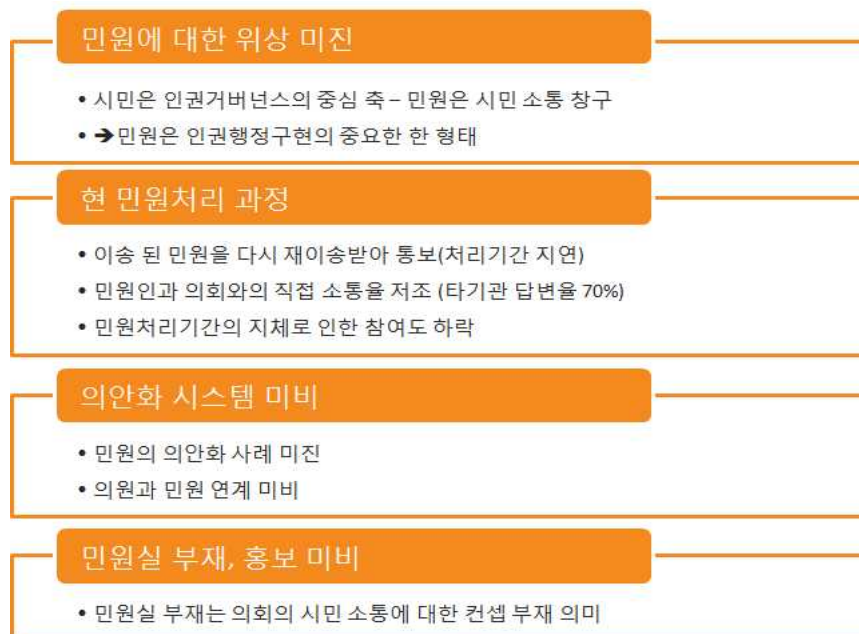 민원에 대한 위상 미진
• 시민은 인권거버넌스의 중심 축 – 민원은 시민 소통 창구
• ➔민원은 인권행정구현의 중요한 한 형태
현 민원처리 과정
• 이송 된 민원을 다시 재이송받아 통보(처리기간 지연)
• 민원인과 의회와의 직접 소통율 저조 (타기관 답변율 70%)
• 민원처리기간의 지체로 인한 참여도 하락
의안화 시스템 미비
• 민원의 의안화 사례 미진
• 의원과 민원 연계 미비
민원실 부재, 홍보 미비
• 민원실 부재는 의회의 시민 소통에 대한 컨셉 부재 의미